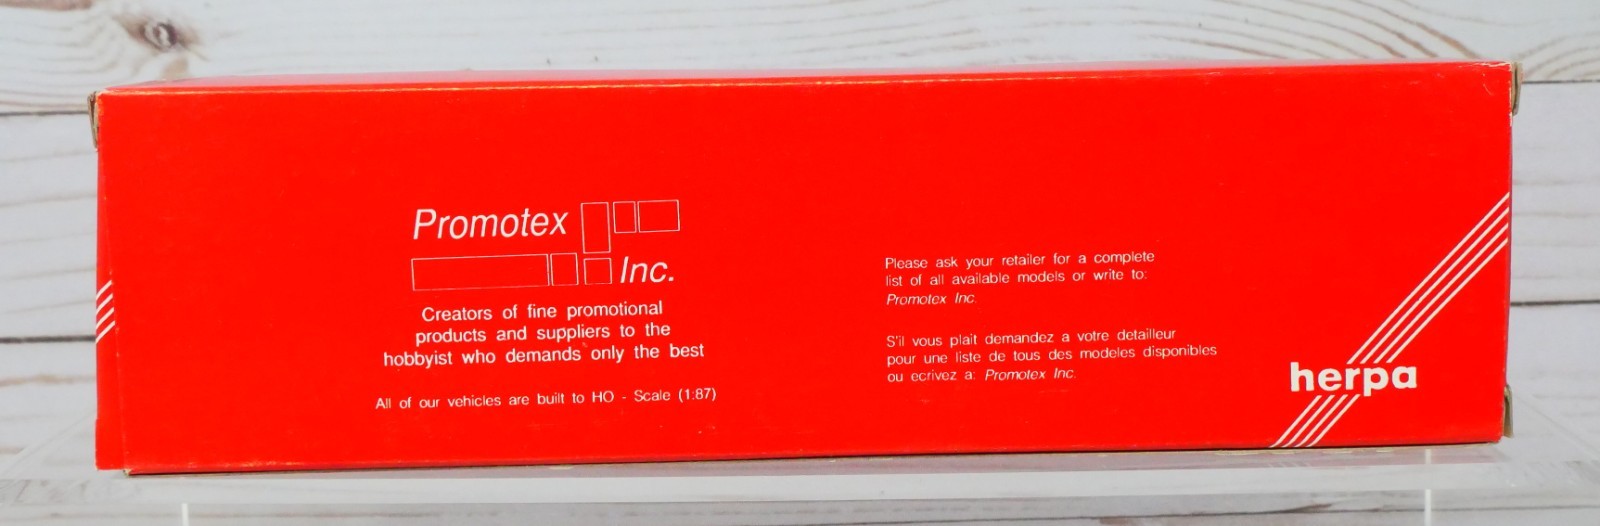 Promotex
Inc.
Creators of fine promotional
products and suppliers to the
hobbyist who demands only the best
All of our vehicles are built to HO - Scale (1:87)
Please ask your retailer for a complete
list of all available models or write to:
Promotex Inc.
S'il vous plait demandez a votre detailleur
pour une liste de tous des modeles disponibles
ou ecrivez a: Promotex Inc.
herpa